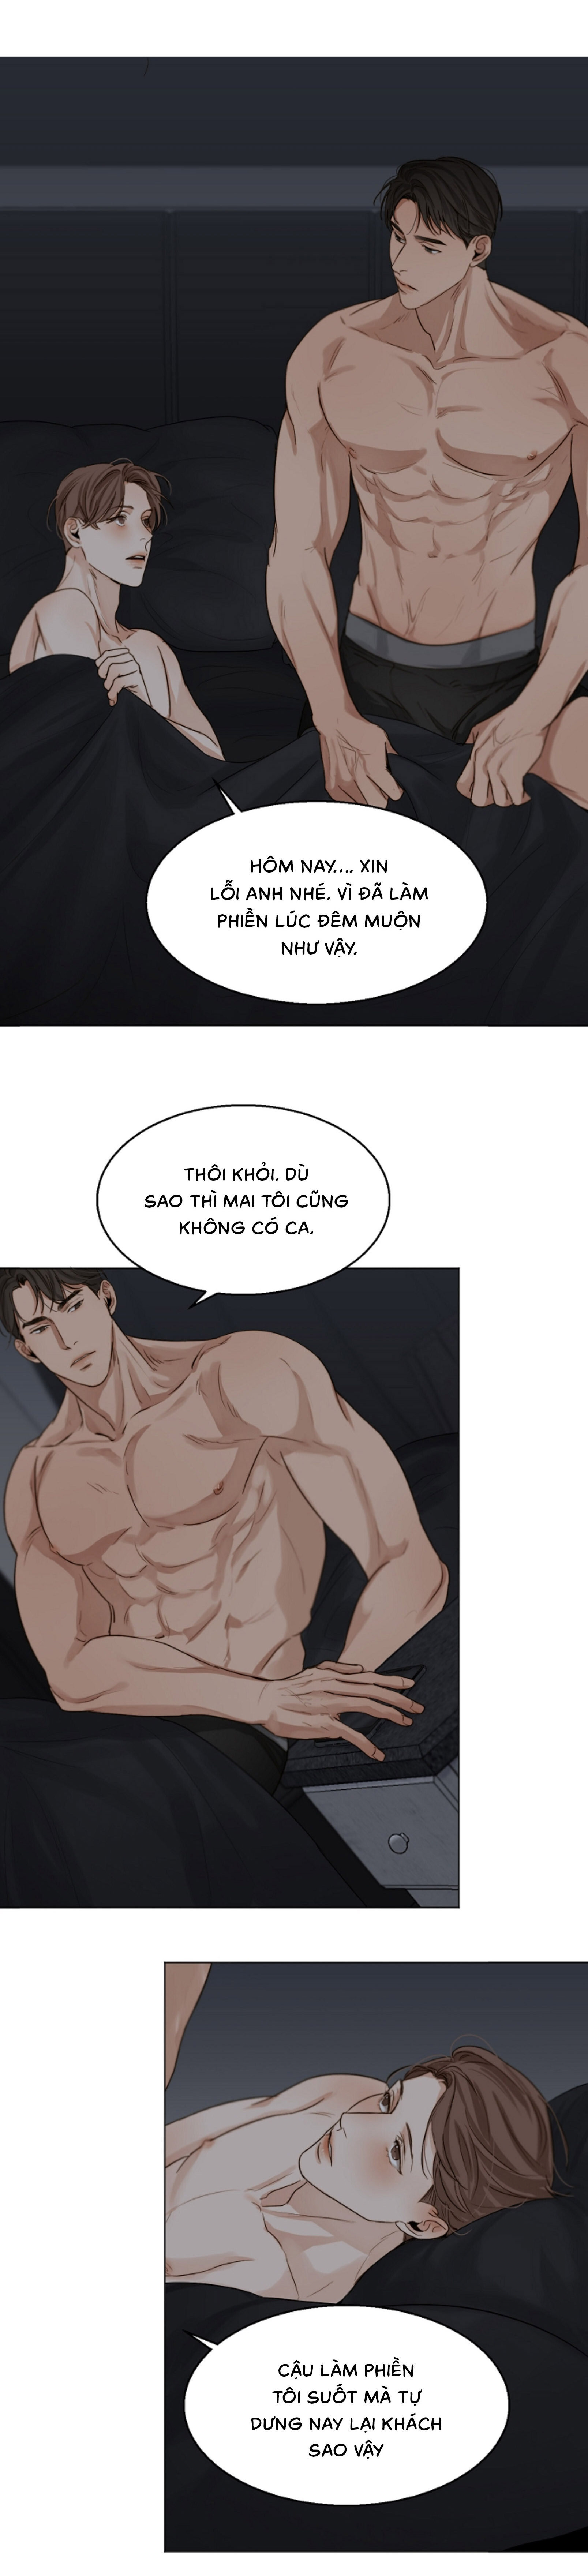 HÔM NAY.... XIN
LỖI ANH NHÉ. VÌ ĐÃ LÀM
PHIỀN LÚC ĐÊM MUỘN
NHƯ VẬY.
THÔI KHỎI. DÙ
SAO THÌ MAI TÔI CŨNG
KHÔNG CÓ CA.
CẬU LÀM PHIỀN
TÔI SUỐT MÀ TỰ
DƯNG NAY LẠI KHÁCH
SAO VẬY